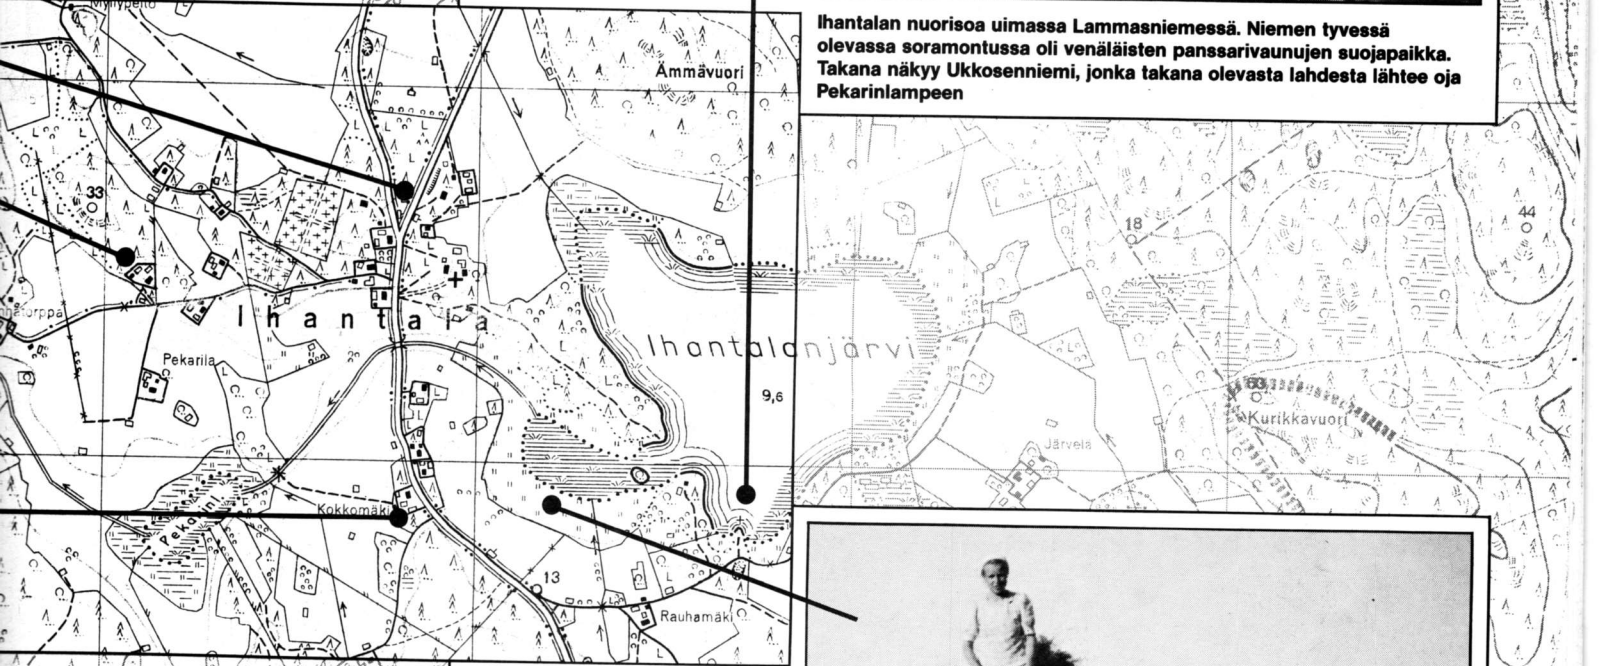 Ihantalan nuorisoa uimassa Lammasniemessä. Niemen tyvessä
olevassa soramontussa oli venäläisten panssarivaunujen suojapaikka.
Takana näkyy Ukkosenniemi, jonka takana olevasta lahdesta lähtee oja
Pekarinlampeen
Myllypelto
Ämmävuori
33
44
18
Ihantala
Pekarila
Ihantalanjärvi
9,6
Kurikkavuori
Järvelä
Kokkomäki
13
Rauhamäki